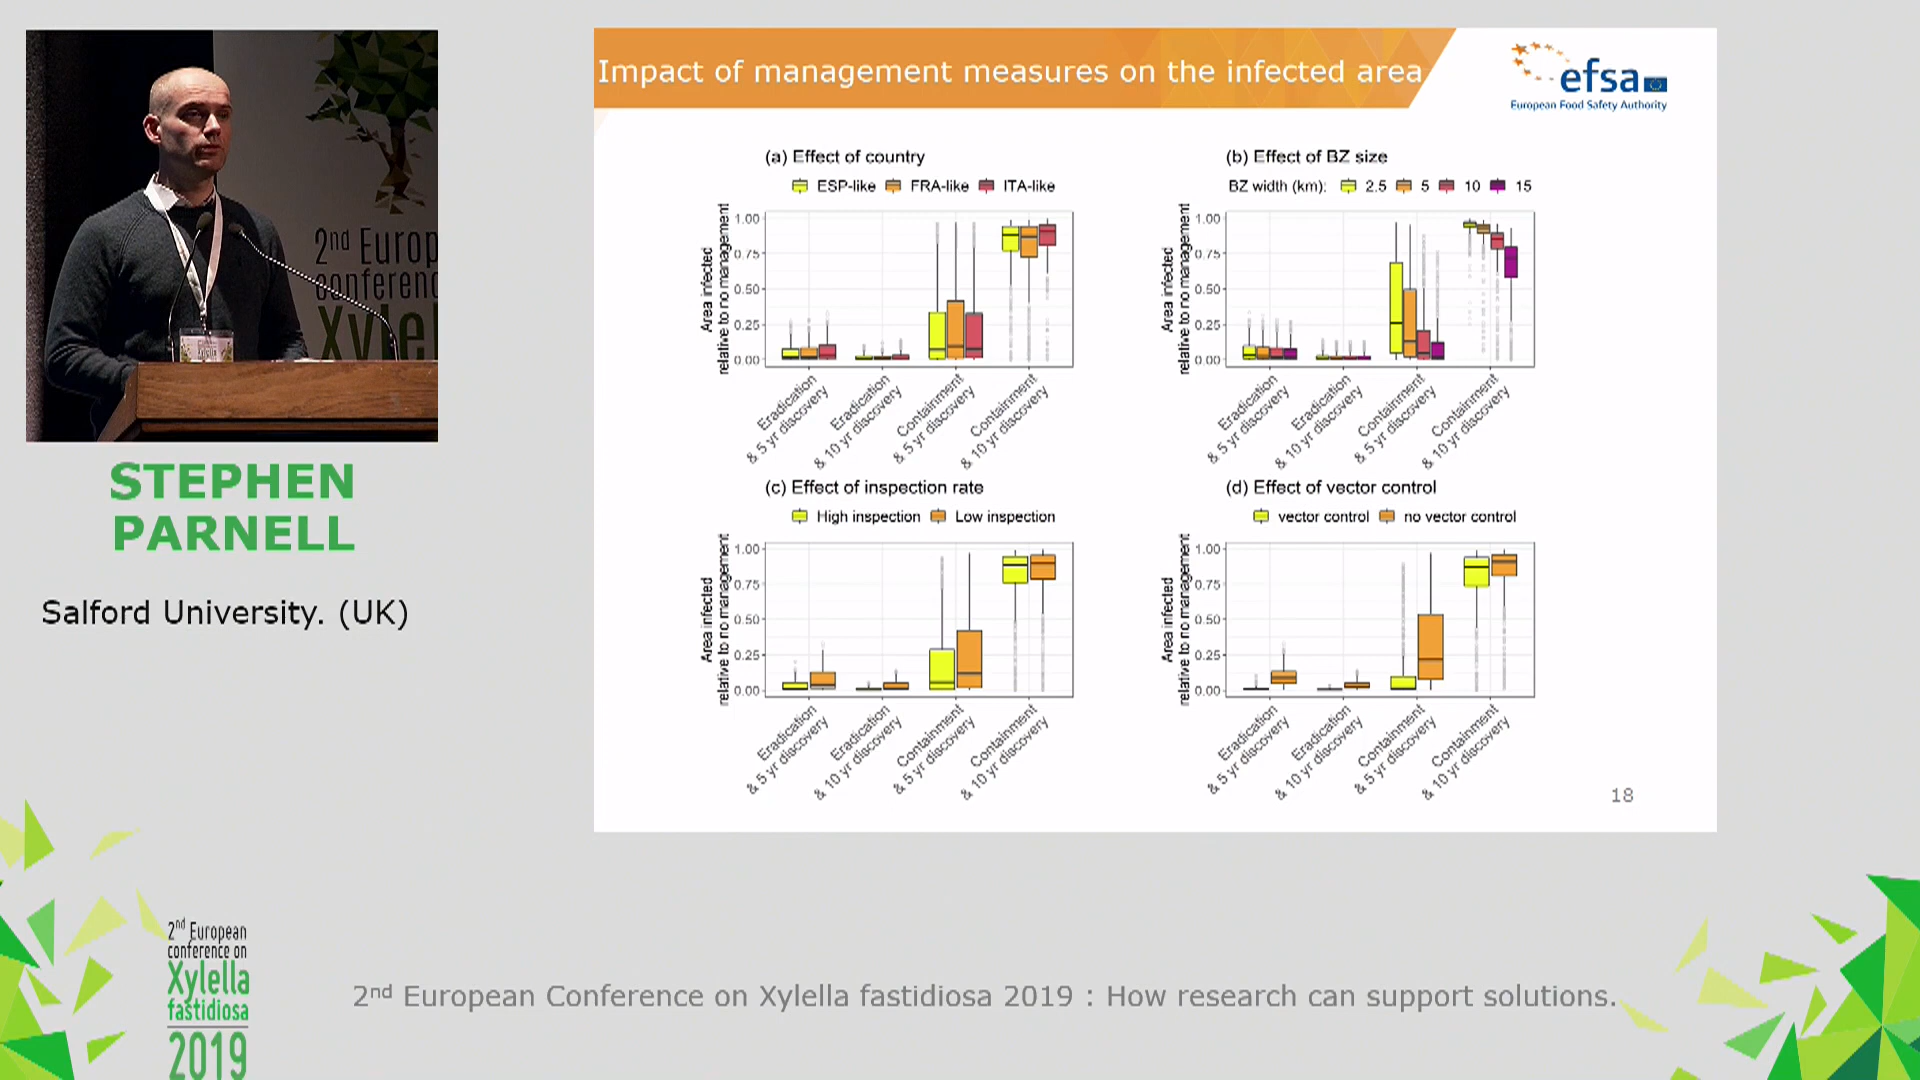 2nd Europ
conferenc
Xyle
STEPHEN
PARNELL
Salford University. (UK)
Impact of management measures on the infected area
efsa
European Food Safety Authority
(a) Effect of country
ESP-like FRA-like ITA-like
Area infected
relative to no management
1.00
0.75
0.50
0.25
0.00
Eradication
& 5 yr discovery
Eradication
& 10 yr discovery
Containment
& 5 yr discovery
Containment
& 10 yr discovery
(b) Effect of BZ size
BZ width (km): 2.5 5 10 15
Area infected
relative to no management
1.00
0.75
0.50
0.25
0.00
Eradication
& 5 yr discovery
Eradication
& 10 yr discovery
Containment
& 5 yr discovery
Containment
& 10 yr discovery
(c) Effect of inspection rate
High inspection Low inspection
Area infected
relative to no management
1.00
0.75
0.50
0.25
0.00
Eradication
& 5 yr discovery
Eradication
& 10 yr discovery
Containment
& 5 yr discovery
Containment
& 10 yr discovery
(d) Effect of vector control
vector control no vector control
Area infected
relative to no management
1.00
0.75
0.50
0.25
0.00
Eradication
& 5 yr discovery
Eradication
& 10 yr discovery
Containment
& 5 yr discovery
Containment
& 10 yr discovery
18
2nd European
conference on
Xylella
fastidiosa
2019
2nd European Conference on Xylella fastidiosa 2019 : How research can support solutions.